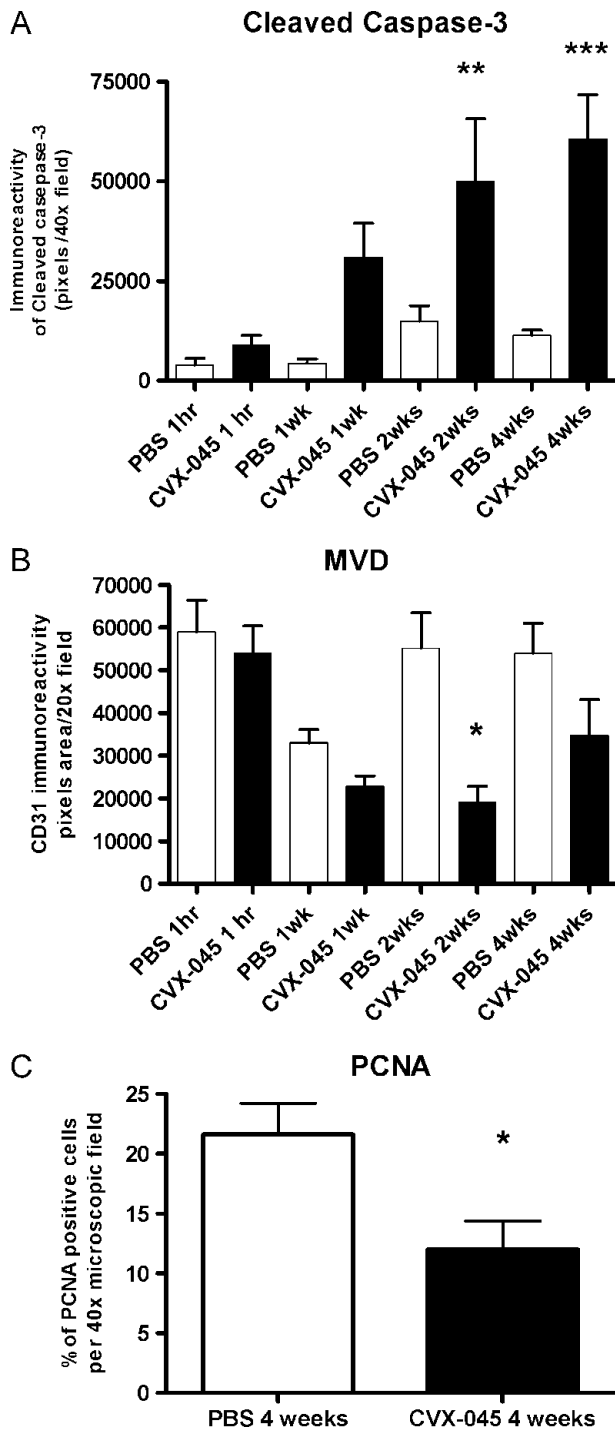 A
Cleaved Caspase-3
Immunoreactivity
of Cleaved casepase-3
(pixels /40x field)
75000
50000
25000
0
**
***
PBS 1hr
CVX-045 1 hr
PBS 1wk
CVX-045 1wk
PBS 2wks
CVX-045 2wks
PBS 4wks
CVX-045 4wks
B
MVD
CD31 immunoreactivity
pixels area/20x field
70000
60000
50000
40000
30000
20000
10000
0
*
PBS 1hr
CVX-045 1 hr
PBS 1wk
CVX-045 1wk
PBS 2wks
CVX-045 2wks
PBS 4wks
CVX-045 4wks
C
PCNA
% of PCNA positive cells
per 40x microscopic field
25
20
15
10
5
0
*
PBS 4 weeks
CVX-045 4 weeks